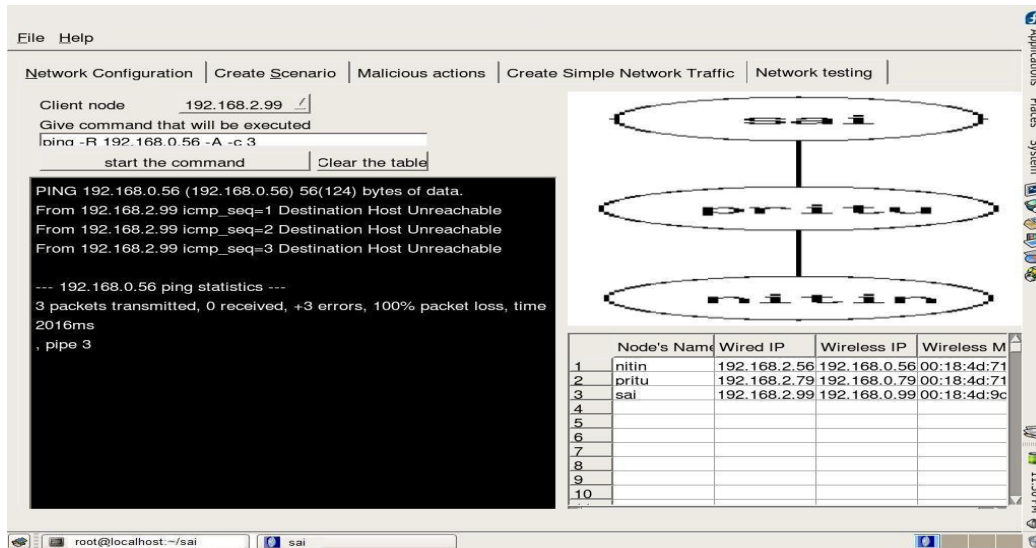 File Help
Network Configuration Create Scenario Malicious actions Create Simple Network Traffic Network testing
Client node 192.168.2.99
Give command that will be executed
ping -R 192.168.0.56 -A -c 3
start the command Clear the table
PING 192.168.0.56 (192.168.0.56) 56(124) bytes of data.
From 192.168.2.99 icmp_seq=1 Destination Host Unreachable
From 192.168.2.99 icmp_seq=2 Destination Host Unreachable
From 192.168.2.99 icmp_seq=3 Destination Host Unreachable
--- 192.168.0.56 ping statistics ---
3 packets transmitted, 0 received, +3 errors, 100% packet loss, time
2016ms
, pipe 3
sai
pritu
nitin
Node's Name Wired IP Wireless IP Wireless M
1 nitin 192.168.2.56 192.168.0.56 00:18:4d:71
2 pritu 192.168.2.79 192.168.0.79 00:18:4d:71
3 sai 192.168.2.99 192.168.0.99 00:18:4d:9c
4
5
6
7
8
9
10
Applications Places System
root@localhost:~/sai sai